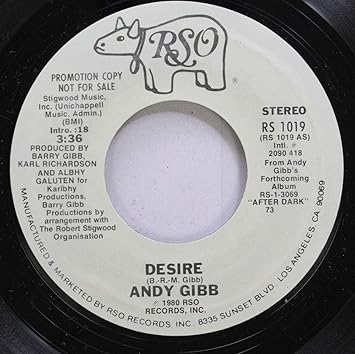 RSO
PROMOTION COPY
NOT FOR SALE
Stigwood Music,
Inc. (Unichappell
Music. Admin.)
(BMI)
Intro. :18
3:36
PRODUCED BY
BARRY GIBB,
KARL RICHARDSON
AND ALBHY
GALUTEN for
Karlbhy
Productions, Barry
Gibb Productions by
arrangement with
The Robert Stigwood
Organisation
STEREO
RS 1019
(RS 1019 AS)
Intl. #
2090 418
From Andy
Gibb's
Forthcoming
Album
RS-1-3069
"AFTER DARK"
73
DESIRE
(B.-R.-M. Gibb)
ANDY GIBB
℗ 1980 RSO
RECORDS, INC.
MANUFACTURED & MARKETED BY RSO RECORDS, INC. 8335 SUNSET BLVD. LOS ANGELES, CA. 90069